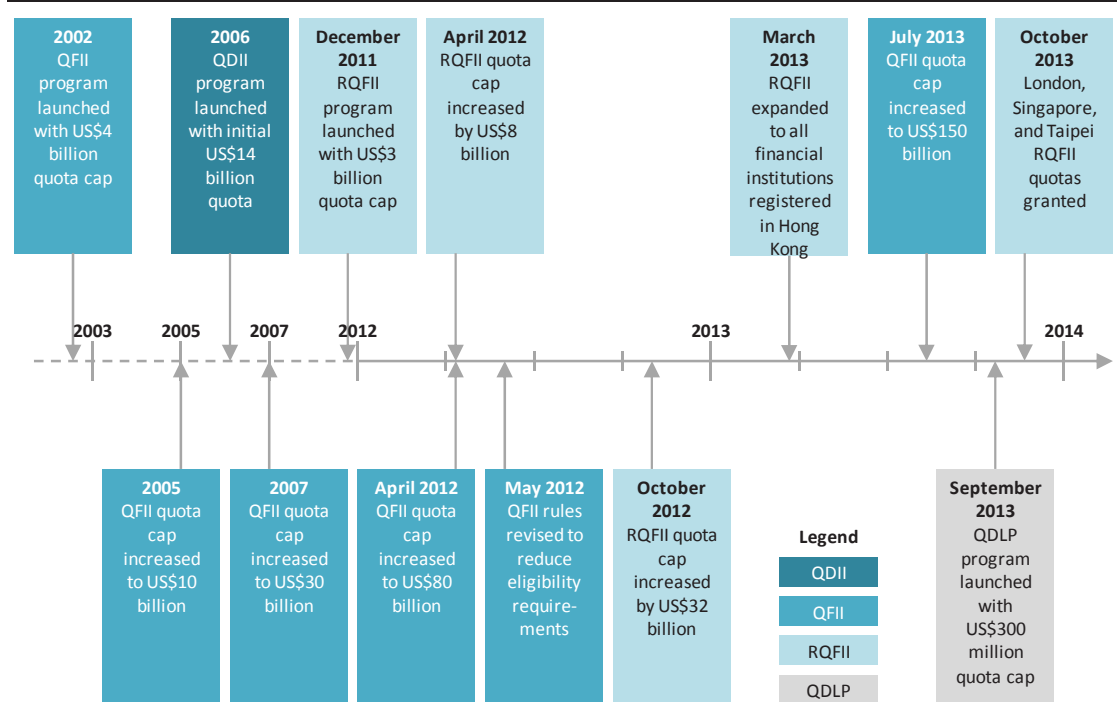 2002
QFII
program
launched
with US$4
billion
quota cap
2006
QDII
program
launched
with initial
US$14
billion
quota
December
2011
RQFII
program
launched
with US$3
billion
quota cap
April 2012
RQFII quota
cap
increased
by US$8
billion
March
2013
RQFII
expanded
to all
financial
institutions
registered
in Hong
Kong
July 2013
QFII quota
cap
increased
to US$150
billion
October
2013
London,
Singapore,
and Taipei
RQFII
quotas
granted
2003
2005
2007
2012
2013
2014
2005
QFII quota
cap
increased
to US$10
billion
2007
QFII quota
cap
increased
to US$30
billion
April 2012
QFII quota
cap
increased
to US$80
billion
May 2012
QFII rules
revised to
reduce
eligibility
require-
ments
October
2012
RQFII quota
cap
increased
by US$32
billion
Legend
QDII
QFII
RQFII
QDLP
September
2013
QDLP
program
launched
with
US$300
million
quota cap